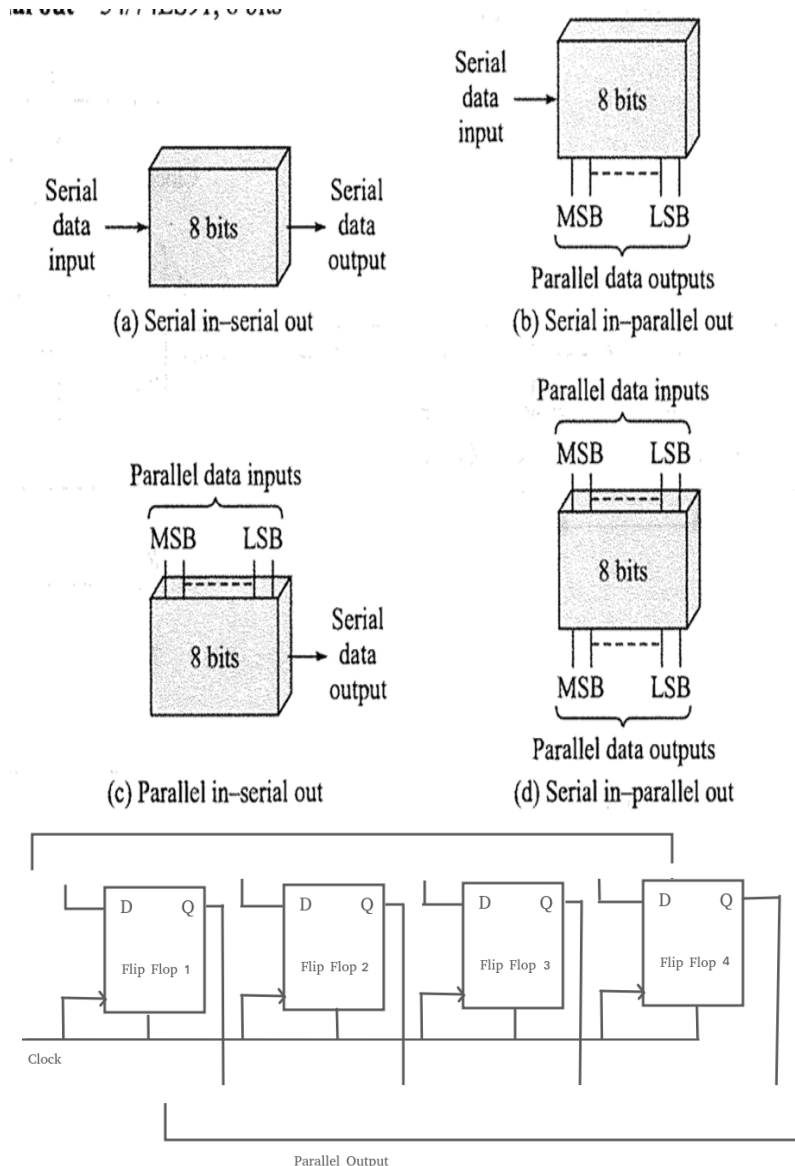 Serial data input
8 bits
Serial data output
(a) Serial in–serial out
Serial data input
8 bits
MSB LSB
Parallel data outputs
(b) Serial in–parallel out
Parallel data inputs
MSB LSB
8 bits
Serial data output
(c) Parallel in–serial out
Parallel data inputs
MSB LSB
8 bits
MSB LSB
Parallel data outputs
(d) Serial in–parallel out
D Q
Flip Flop 1
D Q
Flip Flop 2
D Q
Flip Flop 3
D Q
Flip Flop 4
Clock
Parallel Output